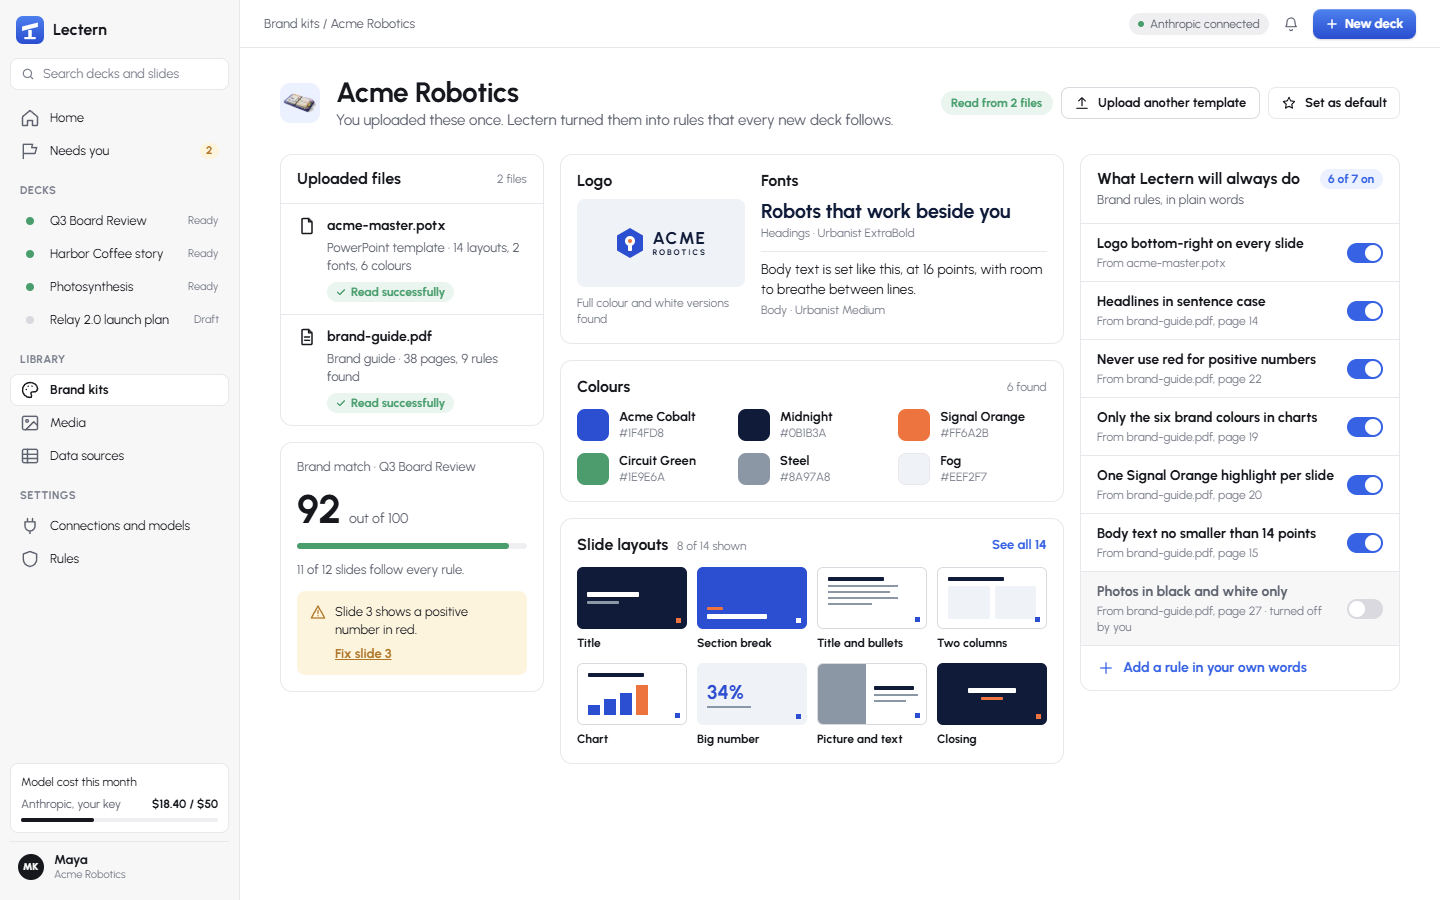 Lectern
Search decks and slides
Home
Needs you 2
DECKS
Q3 Board Review Ready
Harbor Coffee story Ready
Photosynthesis Ready
Relay 2.0 launch plan Draft
LIBRARY
Brand kits
Media
Data sources
SETTINGS
Connections and models
Rules
Model cost this month
Anthropic, your key $18.40 / $50
MK
Maya
Acme Robotics
Brand kits / Acme Robotics
Anthropic connected
New deck
Acme Robotics
You uploaded these once. Lectern turned them into rules that every new deck follows.
Read from 2 files
Upload another template
Set as default
Uploaded files 2 files
acme-master.potx
PowerPoint template · 14 layouts, 2
fonts, 6 colours
Read successfully
brand-guide.pdf
Brand guide · 38 pages, 9 rules
found
Read successfully
Brand match · Q3 Board Review
92 out of 100
11 of 12 slides follow every rule.
Slide 3 shows a positive
number in red.
Fix slide 3
Logo
ACME
ROBOTICS
Full colour and white versions
found
Fonts
Robots that work beside you
Headings · Urbanist ExtraBold
Body text is set like this, at 16 points, with room
to breathe between lines.
Body · Urbanist Medium
Colours 6 found
Acme Cobalt
#1F4FD8
Midnight
#0B1B3A
Signal Orange
#FF6A2B
Circuit Green
#1E9E6A
Steel
#8A97A8
Fog
#EEF2F7
Slide layouts 8 of 14 shown See all 14
Title
Section break
Title and bullets
Two columns
Chart
34%
Big number
Picture and text
Closing
What Lectern will always do 6 of 7 on
Brand rules, in plain words
Logo bottom-right on every slide
From acme-master.potx
Headlines in sentence case
From brand-guide.pdf, page 14
Never use red for positive numbers
From brand-guide.pdf, page 22
Only the six brand colours in charts
From brand-guide.pdf, page 19
One Signal Orange highlight per slide
From brand-guide.pdf, page 20
Body text no smaller than 14 points
From brand-guide.pdf, page 15
Photos in black and white only
From brand-guide.pdf, page 27 · turned off
by you
Add a rule in your own words